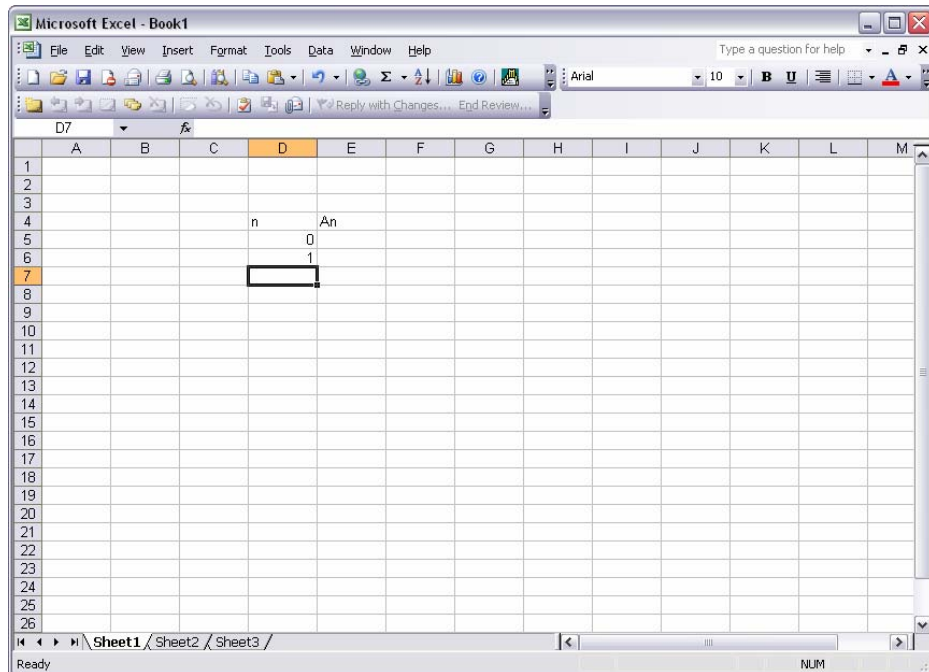 Microsoft Excel - Book1
File Edit View Insert Format Tools Data Window Help Type a question for help
Arial 10 B U A
Reply with Changes... End Review...
D7 fx
A B C D E F G H I J K L M
1
2
3
4 n An
5 0
6 1
7
8
9
10
11
12
13
14
15
16
17
18
19
20
21
22
23
24
25
26
Sheet1 Sheet2 Sheet3
Ready NUM